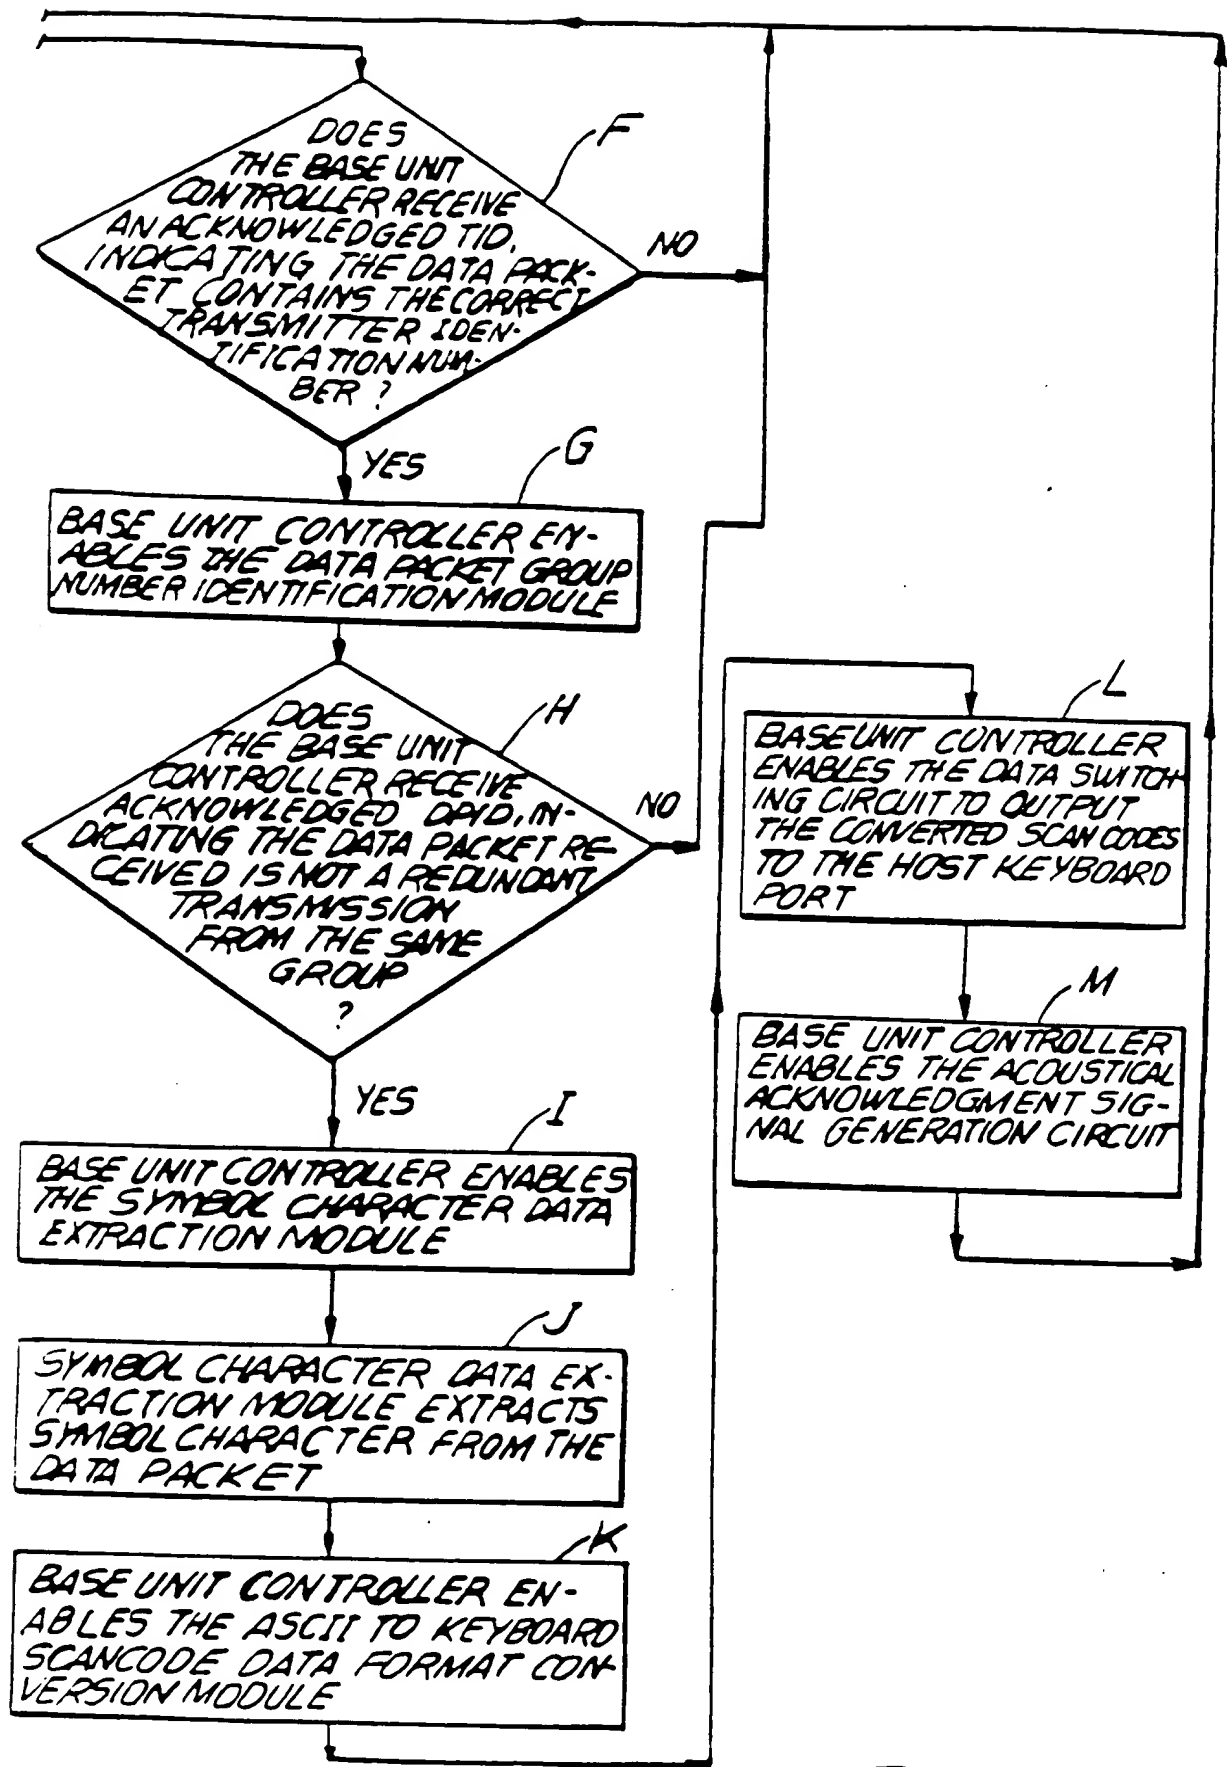 F
DOES
THE BASE UNIT
CONTROLLER RECEIVE
AN ACKNOWLEDGED TID,
INDICATING THE DATA PACK-
ET CONTAINS THE CORRECT
TRANSMITTER IDEN-
TIFICATION NUM-
BER ?
NO
YES
G
BASE UNIT CONTROLLER EN-
ABLES THE DATA PACKET GROUP
NUMBER IDENTIFICATION MODULE
H
DOES
THE BASE UNIT
CONTROLLER RECEIVE
ACKNOWLEDGED DPID, IN-
DICATING THE DATA PACKET RE-
CEIVED IS NOT A REDUNDANT
TRANSMISSION
FROM THE SAME
GROUP
?
NO
YES
I
BASE UNIT CONTROLLER ENABLES
THE SYMBOL CHARACTER DATA
EXTRACTION MODULE
J
SYMBOL CHARACTER DATA EX-
TRACTION MODULE EXTRACTS
SYMBOL CHARACTER FROM THE
DATA PACKET
K
BASE UNIT CONTROLLER EN-
ABLES THE ASCII TO KEYBOARD
SCANCODE DATA FORMAT CON-
VERSION MODULE
L
BASE UNIT CONTROLLER
ENABLES THE DATA SWITCH-
ING CIRCUIT TO OUTPUT
THE CONVERTED SCAN CODES
TO THE HOST KEYBOARD
PORT
M
BASE UNIT CONTROLLER
ENABLES THE ACOUSTICAL
ACKNOWLEDGMENT SIG-
NAL GENERATION CIRCUIT